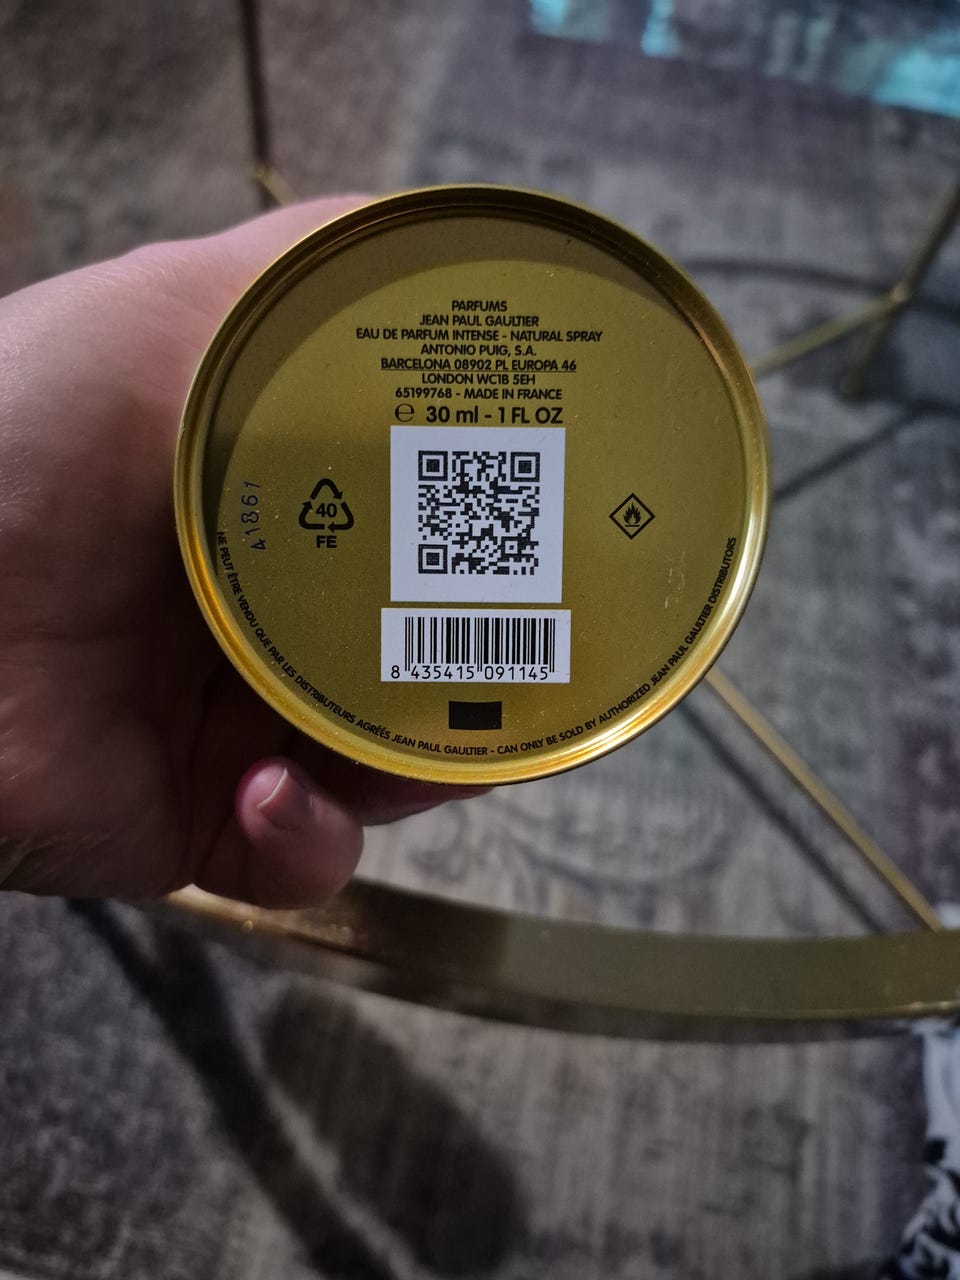 PARFUMS
JEAN PAUL GAULTIER
EAU DE PARFUM INTENSE - NATURAL SPRAY
ANTONIO PUIG, S.A.
BARCELONA 08902 PL EUROPA 46
LONDON WC1B 5EH
65199768 - MADE IN FRANCE
℮ 30 ml - 1 FL OZ
41861
40
FE
8 435415 091145
NE PEUT ÊTRE VENDU QUE PAR LES DISTRIBUTEURS AGRÉÉS JEAN PAUL GAULTIER - CAN ONLY BE SOLD BY AUTHORIZED JEAN PAUL GAULTIER DISTRIBUTORS